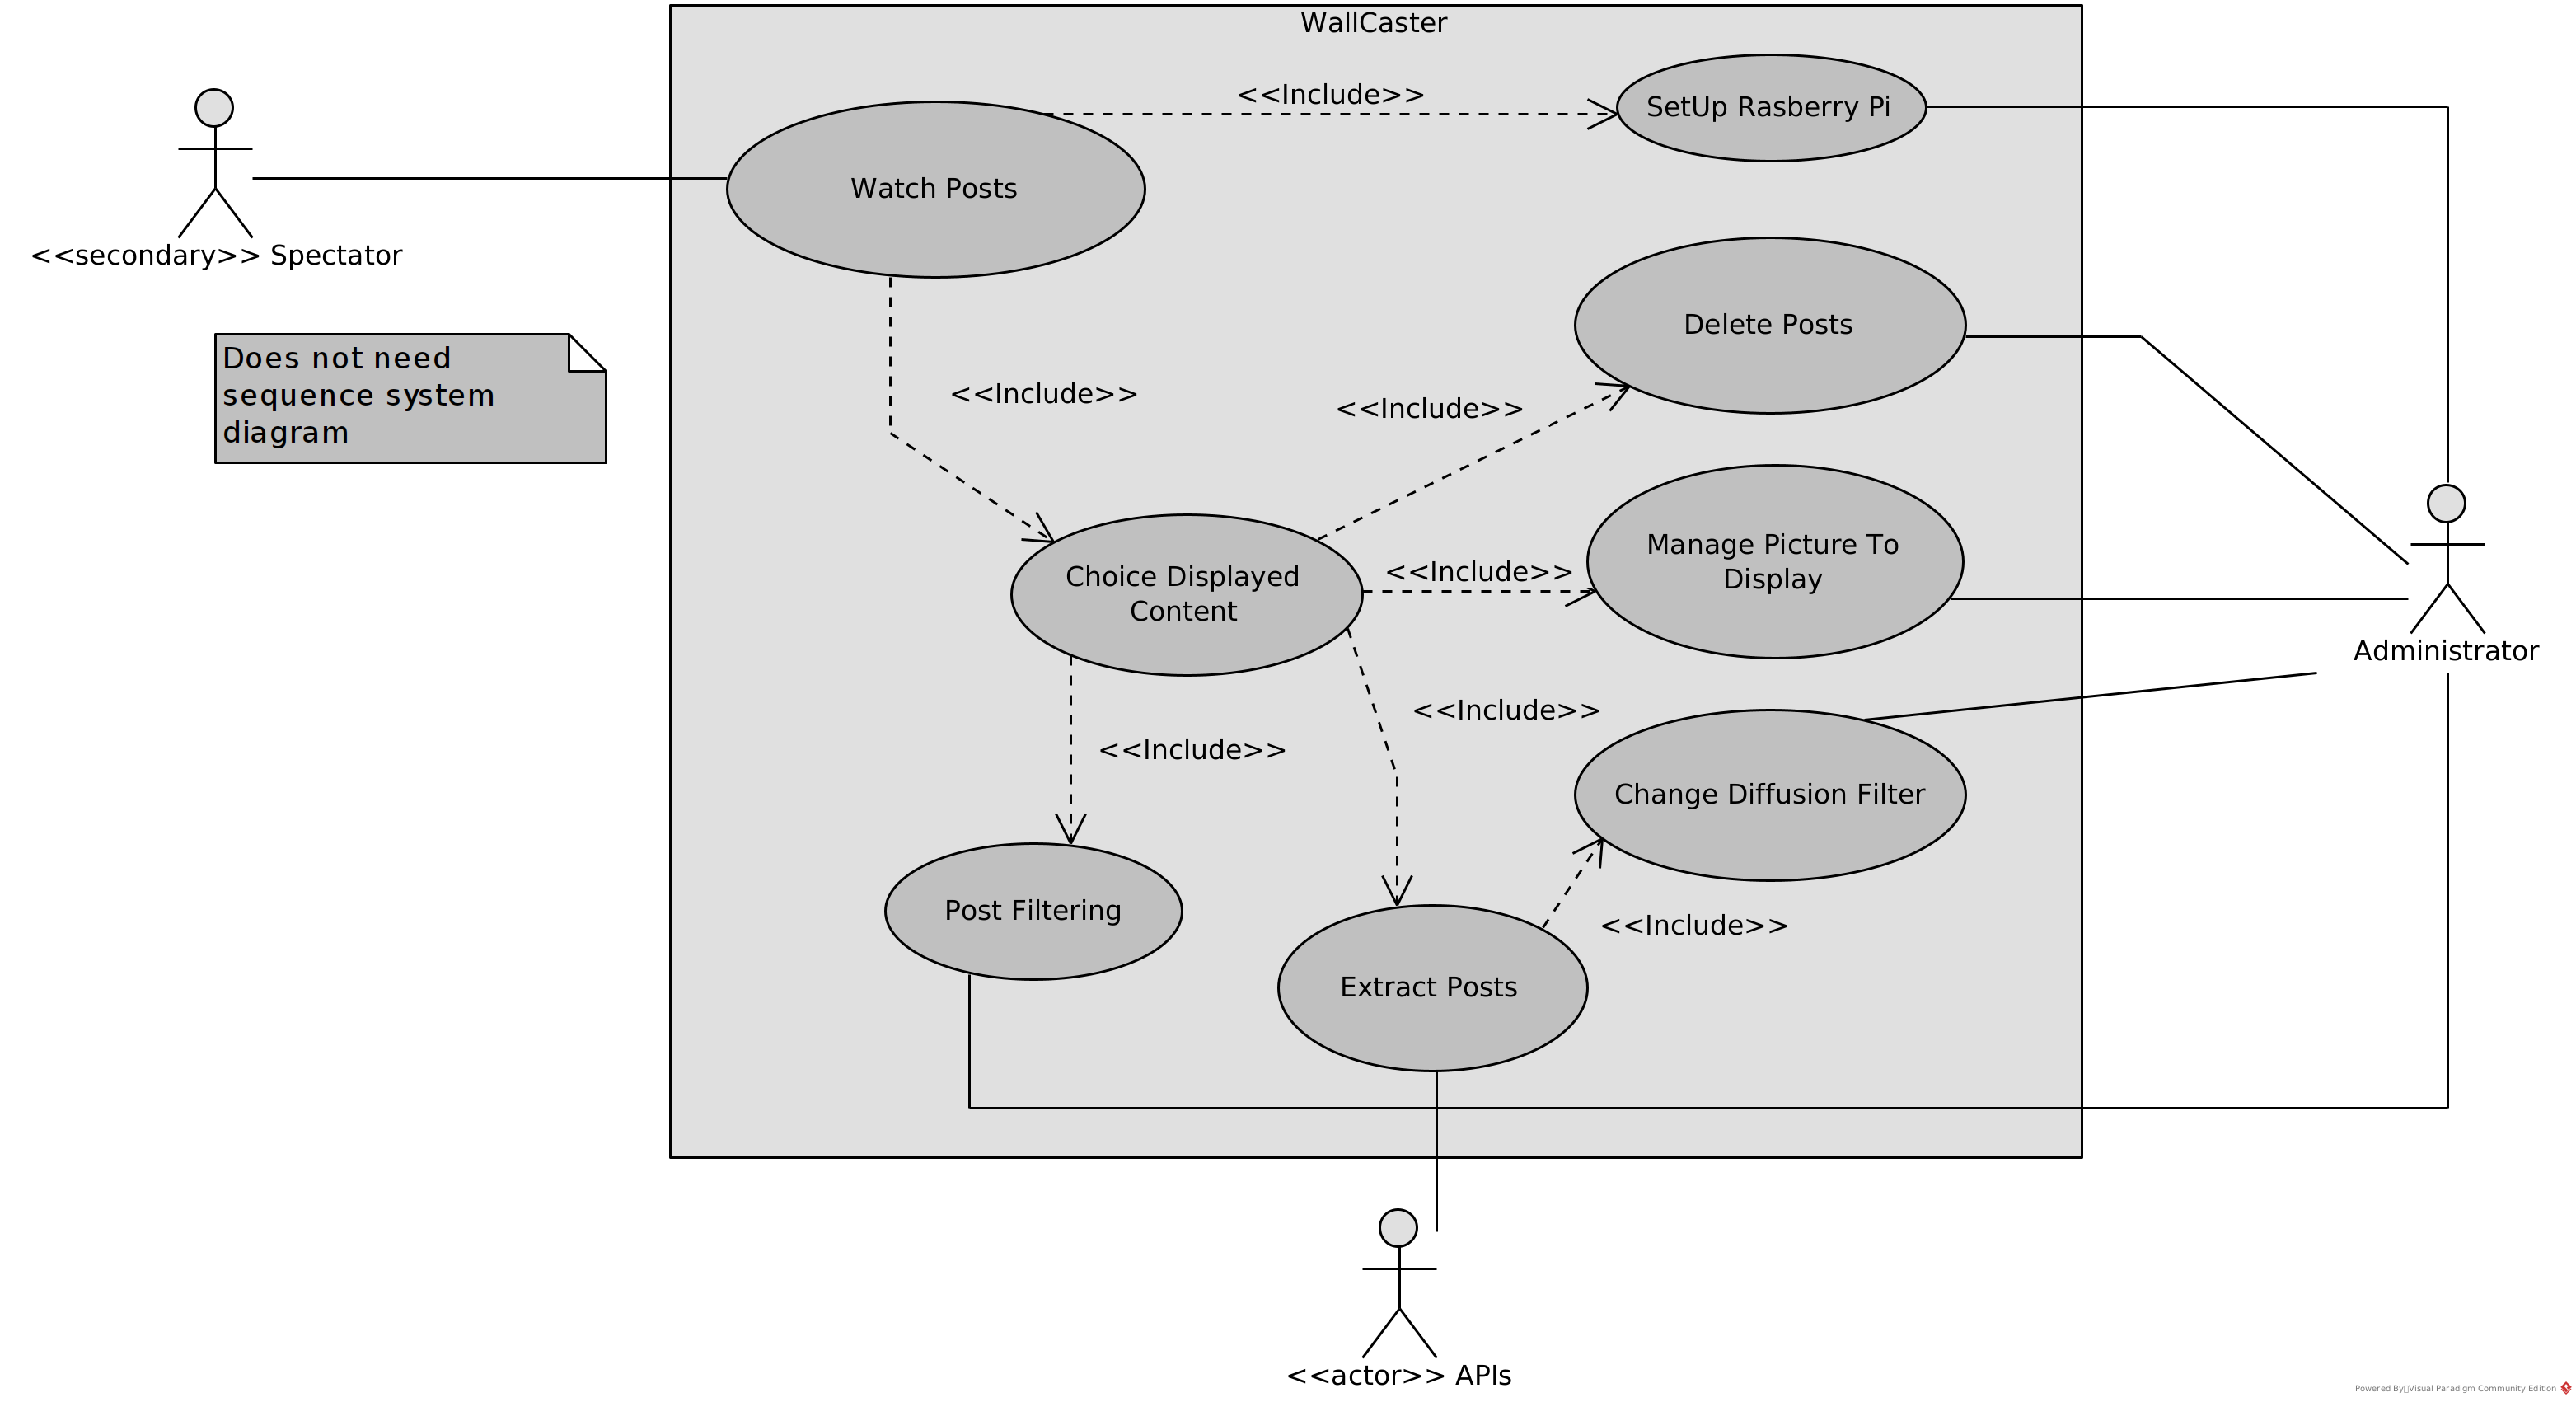 WallCaster
<<Include>>
SetUp Rasberry Pi
Watch Posts
<<secondary>> Spectator
Delete Posts
Does not need
sequence system
diagram
<<Include>>
<<Include>>
Manage Picture To
Display
<<Include>>
Choice Displayed
Content
Administrator
<<Include>>
<<Include>>
Change Diffusion Filter
Post Filtering
<<Include>>
Extract Posts
<<actor>> APIs
Powered By▯Visual Paradigm Community Edition